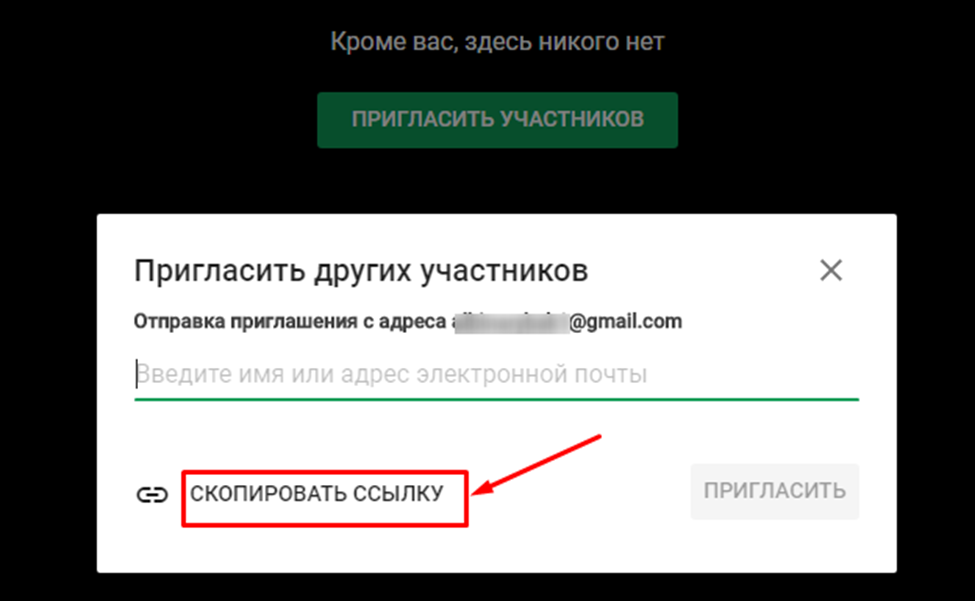 Кроме вас, здесь никого нет
ПРИГЛАСИТЬ УЧАСТНИКОВ
Пригласить других участников
Отправка приглашения с адреса @gmail.com
Введите имя или адрес электронной почты
СКОПИРОВАТЬ ССЫЛКУ
ПРИГЛАСИТЬ